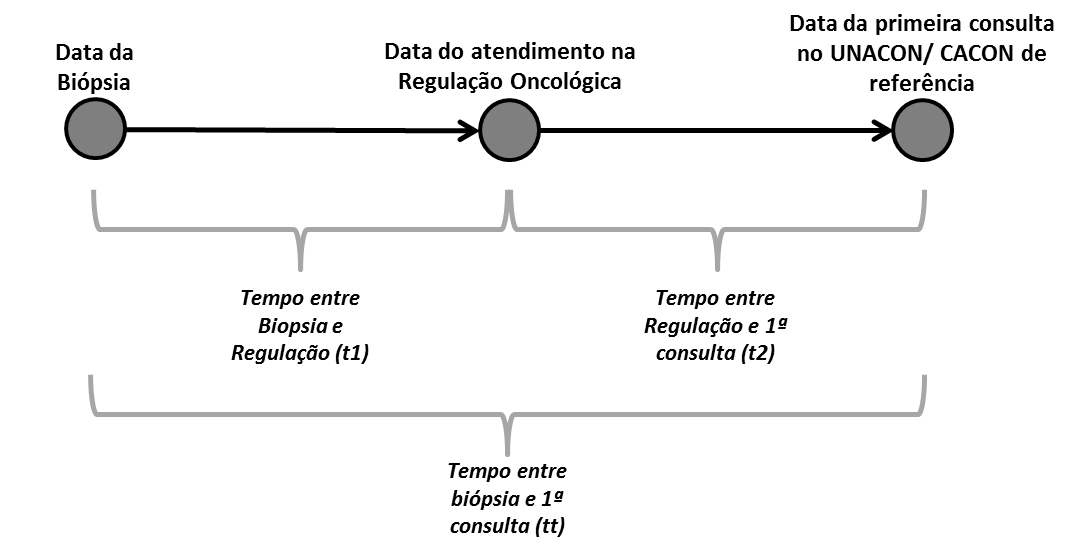 Data da
Biópsia
Data do atendimento na
Regulação Oncológica
Data da primeira consulta
no UNACON/ CACON de
referência
Tempo entre
Biopsia e
Regulação (t1)
Tempo entre
Regulação e 1ª
consulta (t2)
Tempo entre
biópsia e 1ª
consulta (tt)